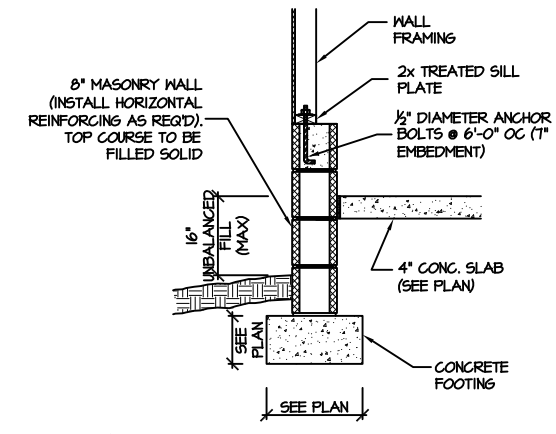 WALL
FRAMING
8" MASONRY WALL
(INSTALL HORIZONTAL
REINFORCING AS REQ'D).
TOP COURSE TO BE
FILLED SOLID
2x TREATED SILL
PLATE
½" DIAMETER ANCHOR
BOLTS @ 6'-0" OC (7"
EMBEDMENT)
16"
UNBALANCED
FILL
(MAX)
4" CONC. SLAB
(SEE PLAN)
SEE
PLAN
CONCRETE
FOOTING
SEE PLAN